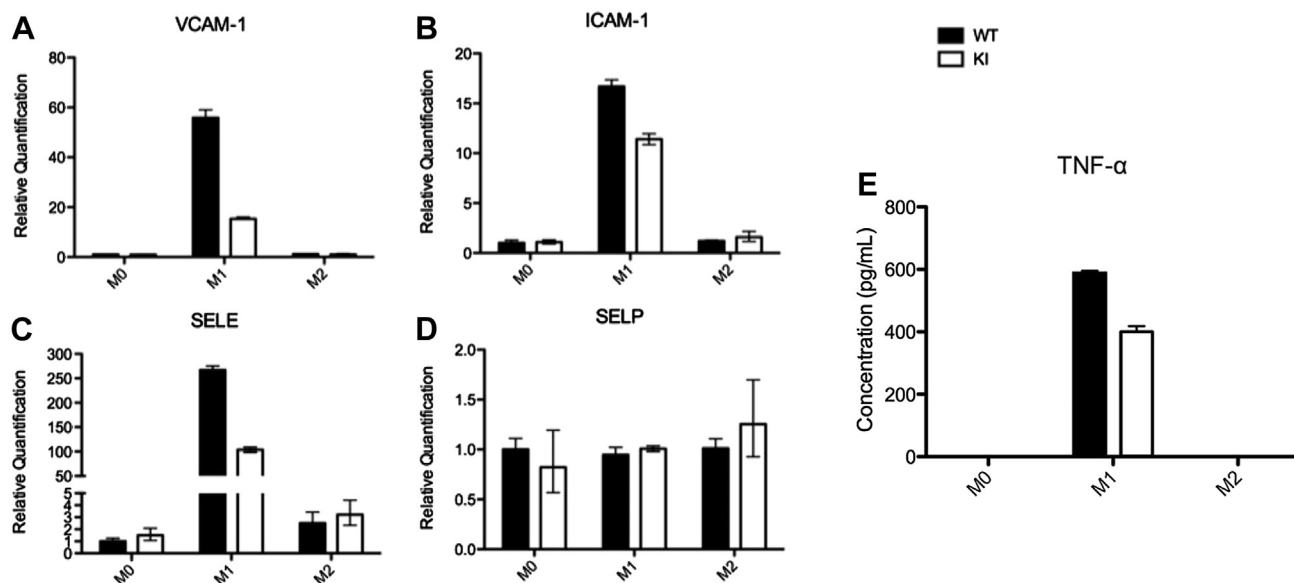 A
VCAM-1
Relative Quantification
80
60
40
20
0
M0
M1
M2
B
ICAM-1
Relative Quantification
20
15
10
5
0
M0
M1
M2
WT
KI
C
SELE
Relative Quantification
300
250
200
150
100
50
5
4
3
2
1
0
M0
M1
M2
D
SELP
Relative Quantification
2.0
1.5
1.0
0.5
0.0
M0
M1
M2
E
TNF-α
Concentration (pg/mL)
800
600
400
200
0
M0
M1
M2